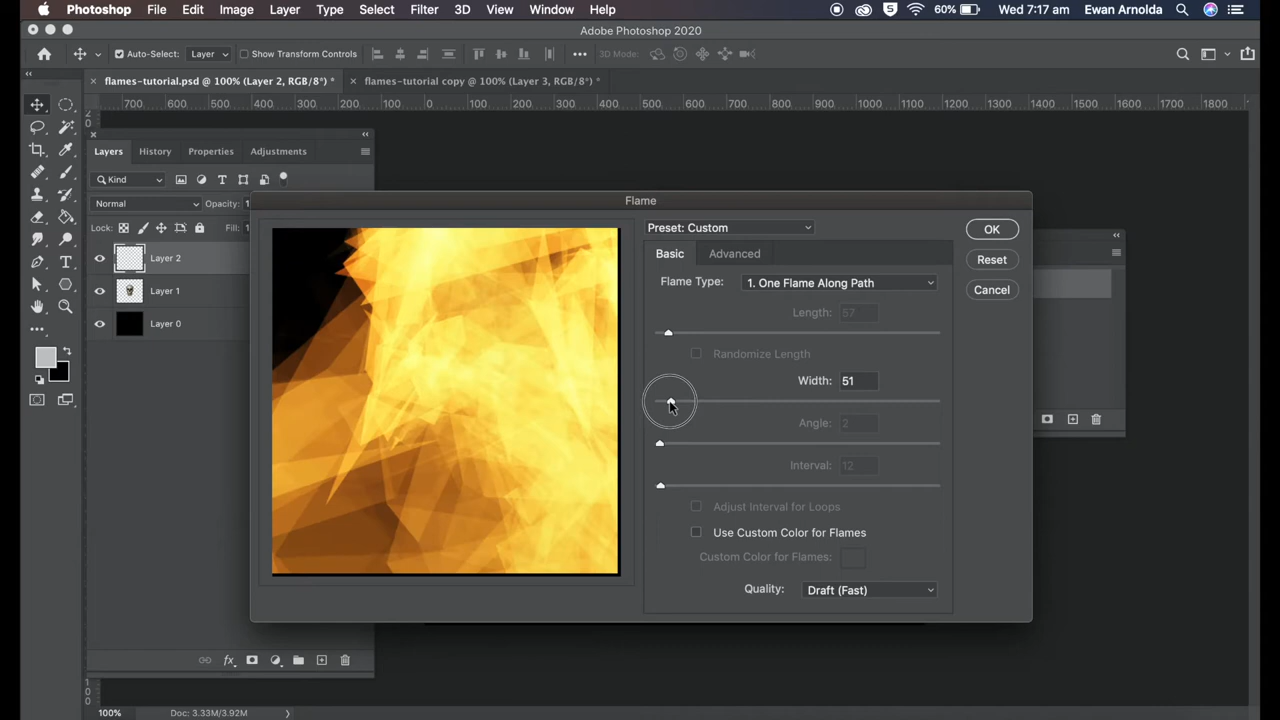 Photoshop File Edit Image Layer Type Select Filter 3D View Window Help 60% Wed 7:17 am Ewan Arnolda
Adobe Photoshop 2020
Auto-Select: Layer Show Transform Controls 3D Mode:
flames-tutorial.psd @ 100% (Layer 2, RGB/8*) * flames-tutorial copy @ 100% (Layer 3, RGB/8*) *
700 600 500 400 300 200 100 0 100 200 300 400 500 600 700 800 900 1000 1100 1200 1300 1400 1500 1600 1700 1800
Layers History Properties Adjustments
Kind
Normal Opacity: 1
Lock: Fill: 1
Layer 2
Layer 1
Layer 0
Flame
Preset: Custom OK
Basic Advanced Reset
Flame Type: 1. One Flame Along Path Cancel
Length: 57
Randomize Length
Width: 51
Angle: 2
Interval: 12
Adjust Interval for Loops
Use Custom Color for Flames
Custom Color for Flames:
Quality: Draft (Fast)
100% Doc: 3.33M/3.92M